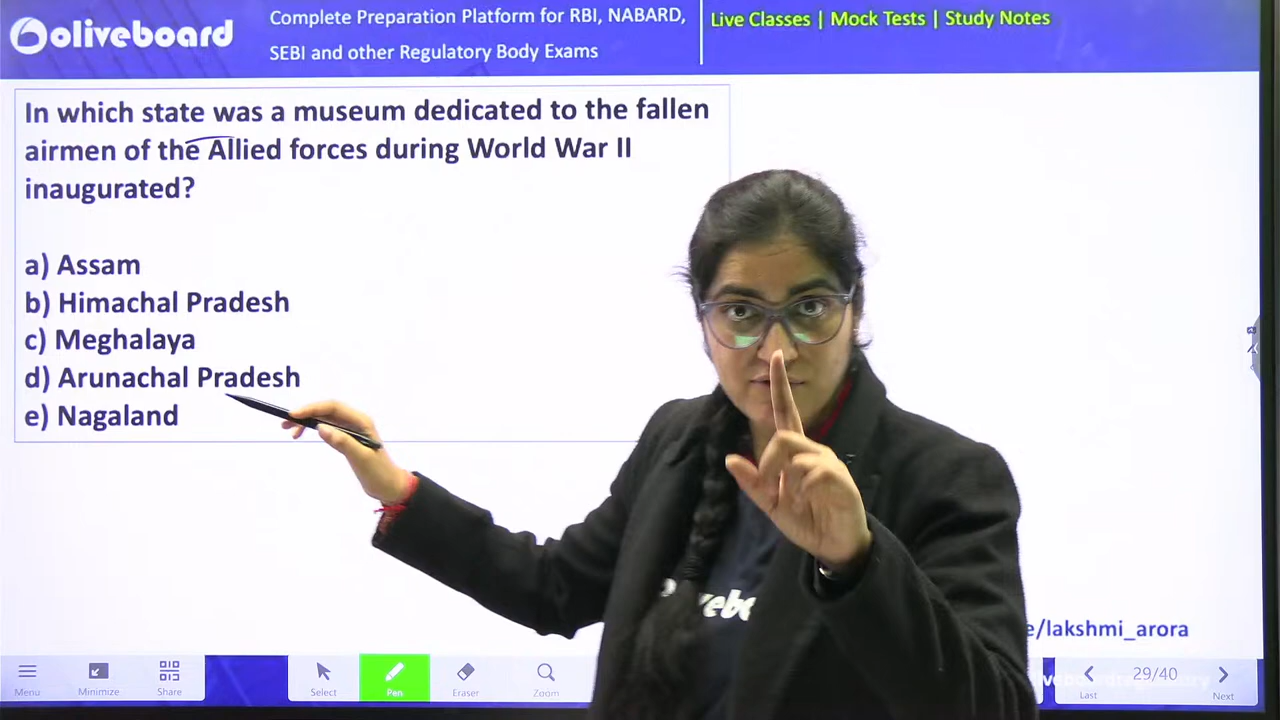 oliveboard
Complete Preparation Platform for RBI, NABARD,
SEBI and other Regulatory Body Exams
Live Classes | Mock Tests | Study Notes
In which state was a museum dedicated to the fallen
airmen of the Allied forces during World War II
inaugurated?
a) Assam
b) Himachal Pradesh
c) Meghalaya
d) Arunachal Pradesh
e) Nagaland
e/lakshmi_arora
Menu
Minimize
Share
Select
Pen
Eraser
Zoom
29/40
Last
Next